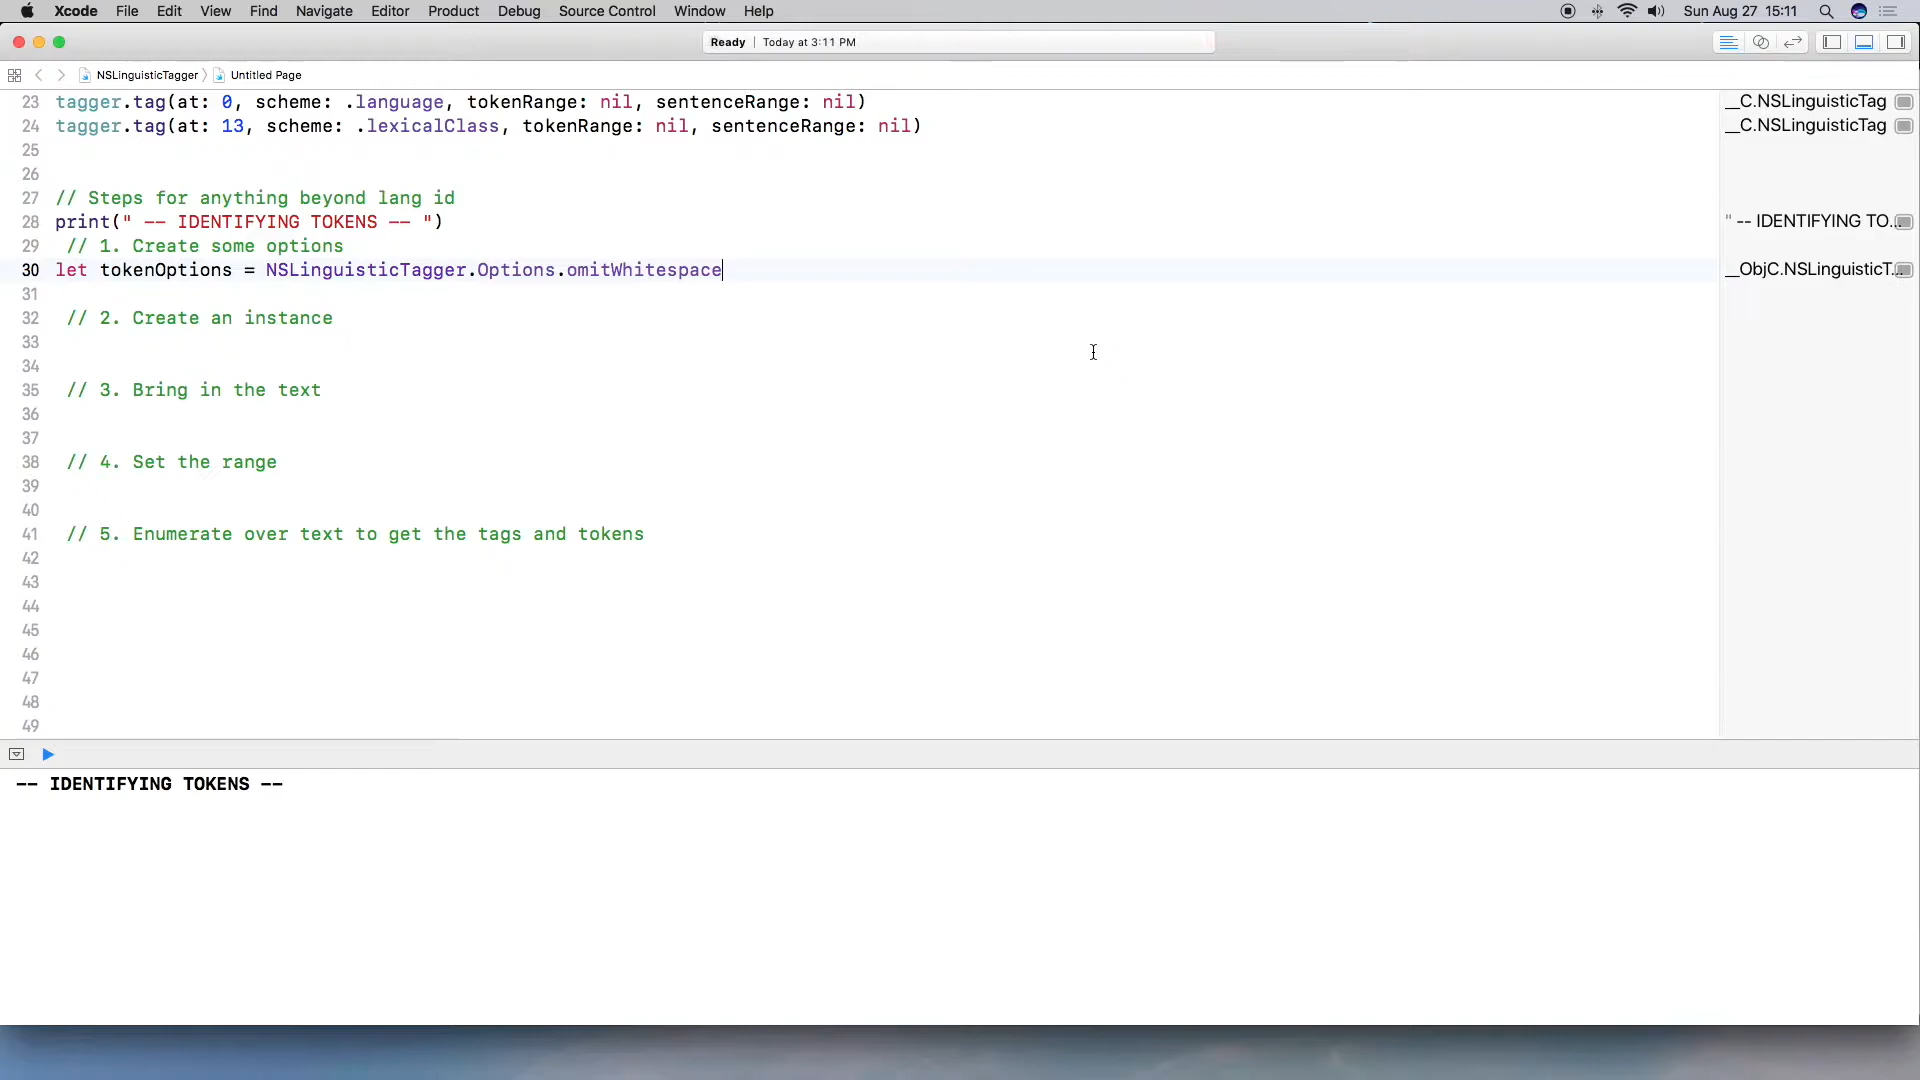 Xcode File Edit View Find Navigate Editor Product Debug Source Control Window Help Sun Aug 27 15:11
Ready Today at 3:11 PM
NSLinguisticTagger Untitled Page
23 tagger.tag(at: 0, scheme: .language, tokenRange: nil, sentenceRange: nil) __C.NSLinguisticTag
24 tagger.tag(at: 13, scheme: .lexicalClass, tokenRange: nil, sentenceRange: nil) __C.NSLinguisticTag
25
26
27 // Steps for anything beyond lang id
28 print(" -- IDENTIFYING TOKENS -- ") " -- IDENTIFYING TO...
29 // 1. Create some options
30 let tokenOptions = NSLinguisticTagger.Options.omitWhitespace __ObjC.NSLinguisticT...
31
32 // 2. Create an instance
33
34
35 // 3. Bring in the text
36
37
38 // 4. Set the range
39
40
41 // 5. Enumerate over text to get the tags and tokens
42
43
44
45
46
47
48
49
-- IDENTIFYING TOKENS --